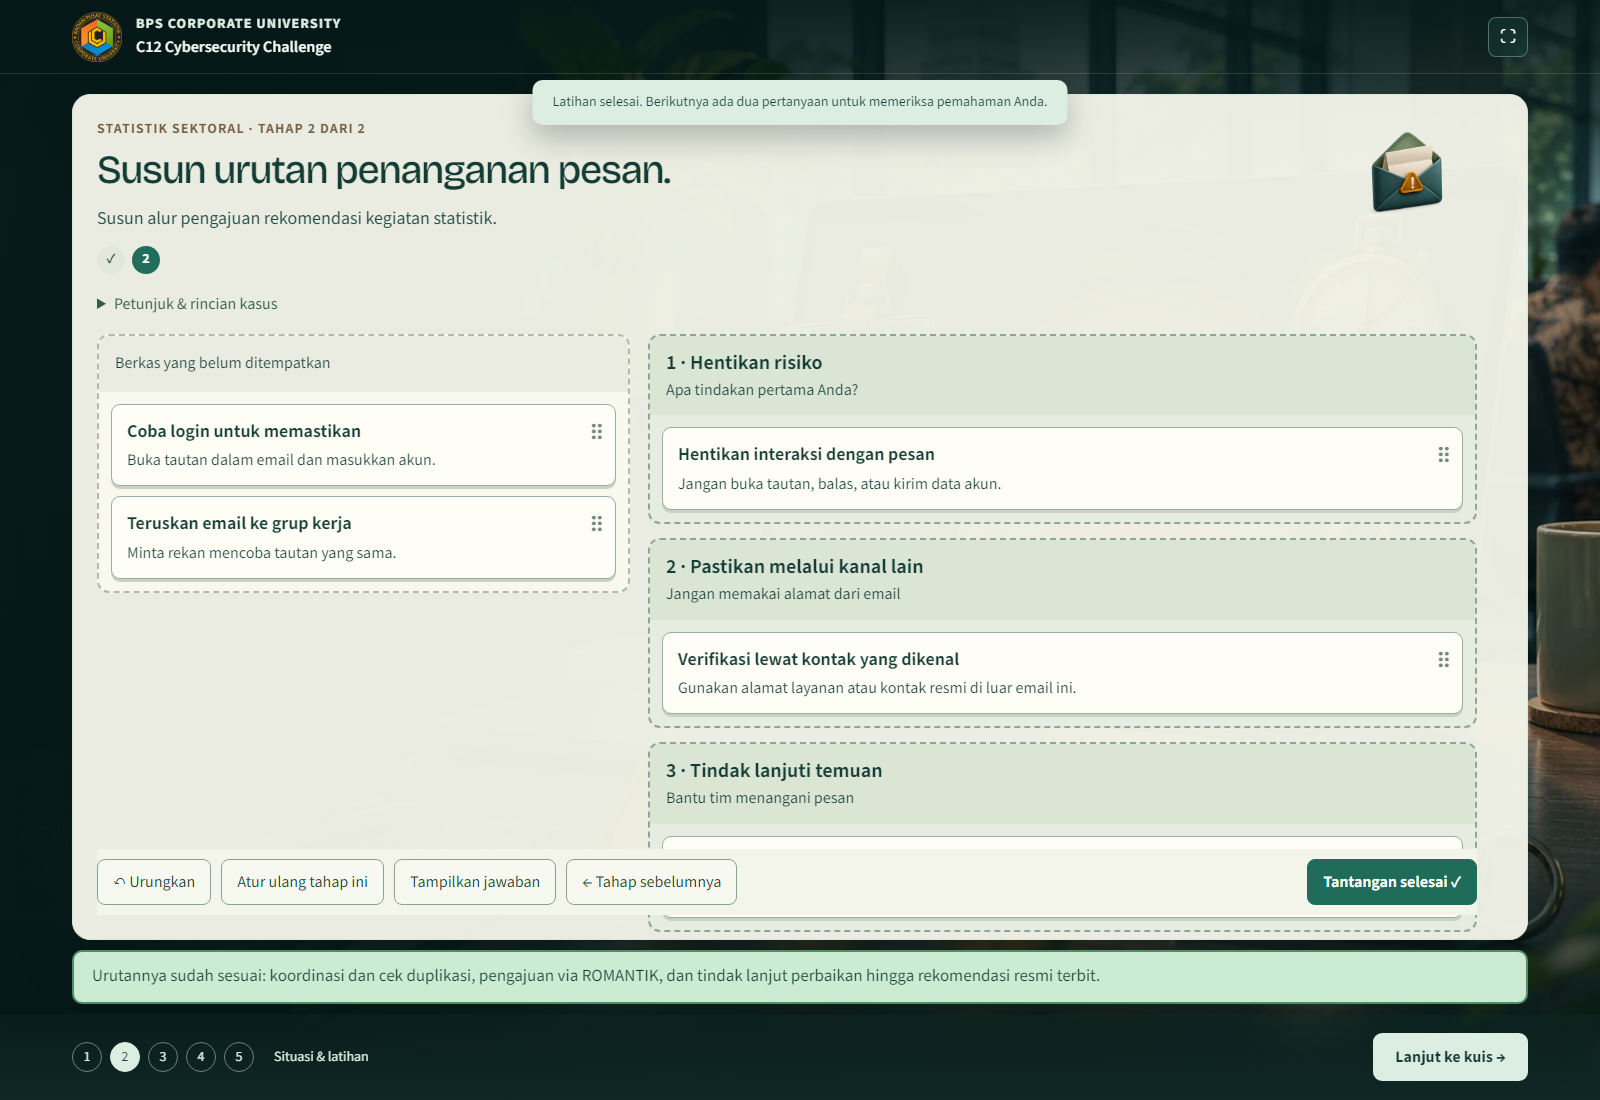 BPS CORPORATE UNIVERSITY
C12 Cybersecurity Challenge
Latihan selesai. Berikutnya ada dua pertanyaan untuk memeriksa pemahaman Anda.
STATISTIK SEKTORAL · TAHAP 2 DARI 2
Susun urutan penanganan pesan.
Susun alur pengajuan rekomendasi kegiatan statistik.
✓ 2
▶ Petunjuk & rincian kasus
Berkas yang belum ditempatkan
Coba login untuk memastikan
Buka tautan dalam email dan masukkan akun.
Teruskan email ke grup kerja
Minta rekan mencoba tautan yang sama.
1 · Hentikan risiko
Apa tindakan pertama Anda?
Hentikan interaksi dengan pesan
Jangan buka tautan, balas, atau kirim data akun.
2 · Pastikan melalui kanal lain
Jangan memakai alamat dari email
Verifikasi lewat kontak yang dikenal
Gunakan alamat layanan atau kontak resmi di luar email ini.
3 · Tindak lanjuti temuan
Bantu tim menangani pesan
↶ Urungkan
Atur ulang tahap ini
Tampilkan jawaban
← Tahap sebelumnya
Tantangan selesai ✓
Urutannya sudah sesuai: koordinasi dan cek duplikasi, pengajuan via ROMANTIK, dan tindak lanjut perbaikan hingga rekomendasi resmi terbit.
1 2 3 4 5 Situasi & latihan
Lanjut ke kuis →